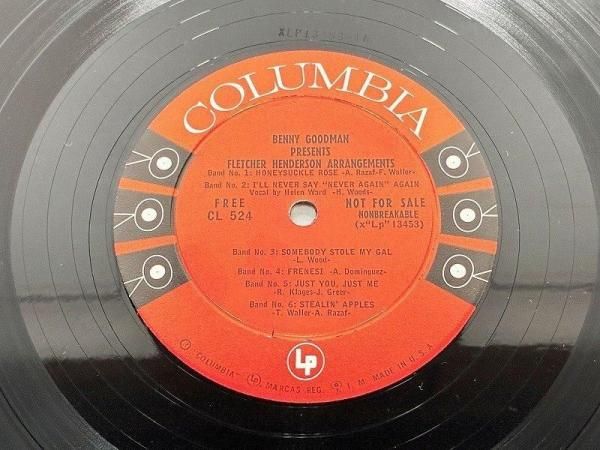 COLUMBIA
BENNY GOODMAN
PRESENTS
FLETCHER HENDERSON ARRANGEMENTS
Band No. 1: HONEYSUCKLE ROSE -A. Razaf-F. Waller-
Band No. 2: I'LL NEVER SAY "NEVER AGAIN" AGAIN
Vocal by Helen Ward -H. Woods-
FREE NOT FOR SALE
CL 524 NONBREAKABLE
(x"Lp"13453)
Band No. 3: SOMEBODY STOLE MY GAL
-L. Wood-
Band No. 4: FRENESI -A. Dominguez-
Band No. 5: JUST YOU, JUST ME
-R. Klages-J. Greer-
Band No. 6: STEALIN' APPLES
-T. Waller-A. Razaf-
Lp
"COLUMBIA" Lp MARCAS REG. MADE IN U.S.A.